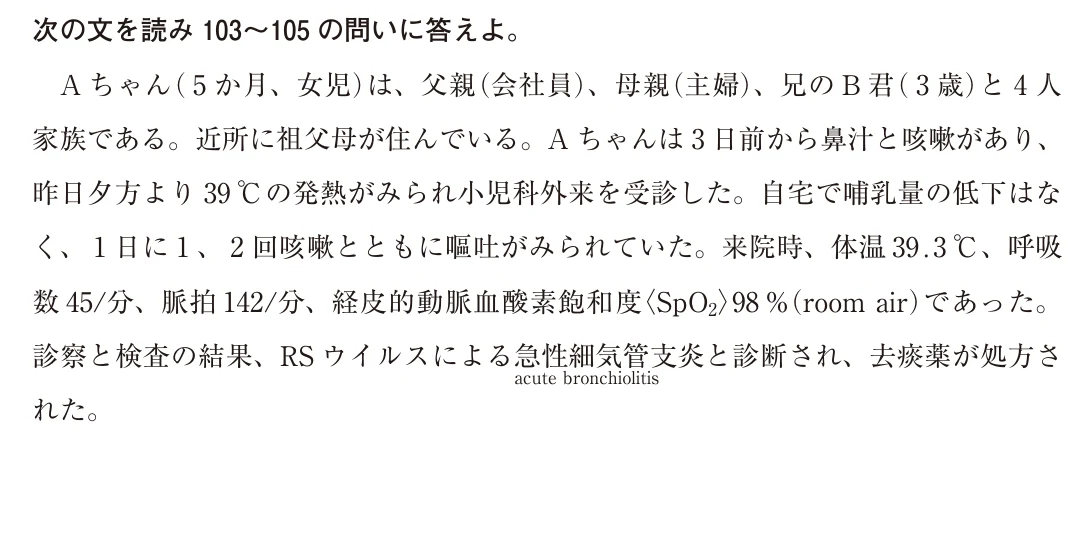 次の文を読み 103〜105 の問いに答えよ。
A ちゃん(5 か月、女児)は、父親(会社員)、母親(主婦)、兄の B 君(3 歳)と 4 人
家族である。近所に祖父母が住んでいる。A ちゃんは 3 日前から鼻汁と咳嗽があり、
昨日夕方より 39 ℃の発熱がみられ小児科外来を受診した。自宅で哺乳量の低下はな
く、1 日に 1 、2 回咳嗽とともに嘔吐がみられていた。来院時、体温 39.3 ℃、呼吸
数 45/分、脈拍 142/分、経皮的動脈血酸素飽和度〈SpO₂〉98 %(room air)であった。
診察と検査の結果、RS ウイルスによる急性細気管支炎と診断され、去痰薬が処方さ
acute bronchiolitis
れた。